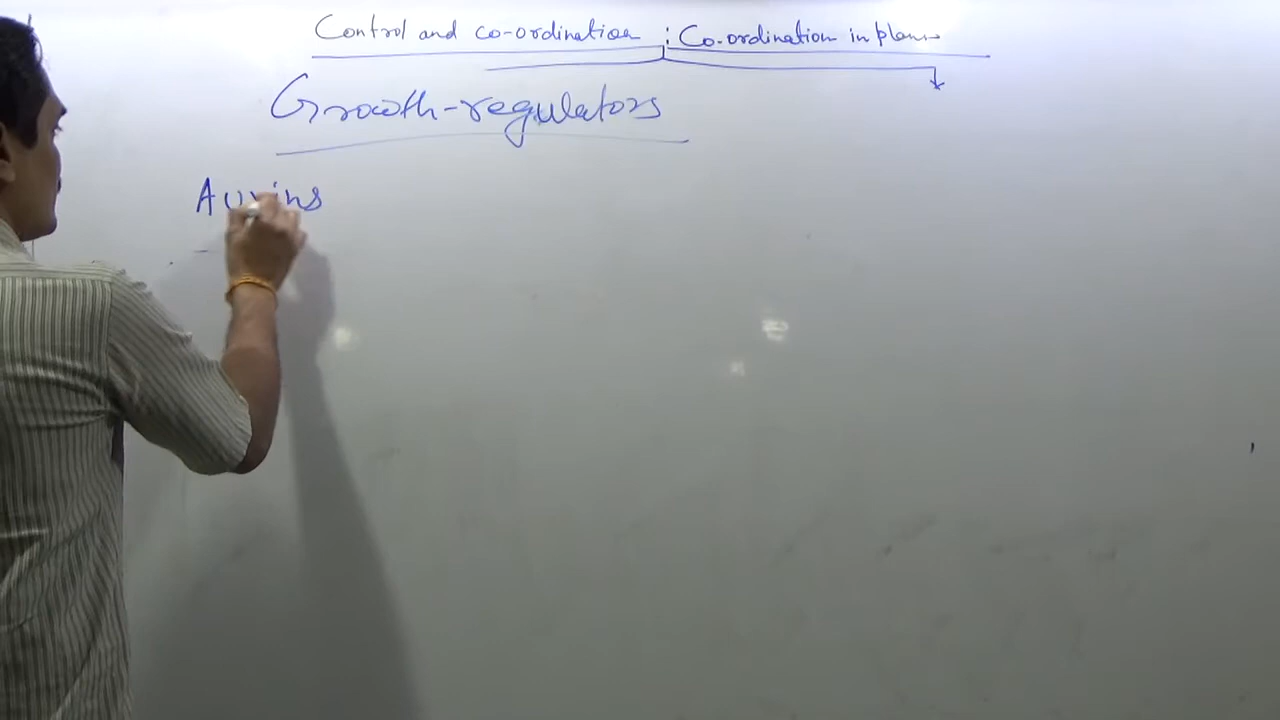 Control and co-ordination : Co-ordination in plants
Growth-regulators
Auxins